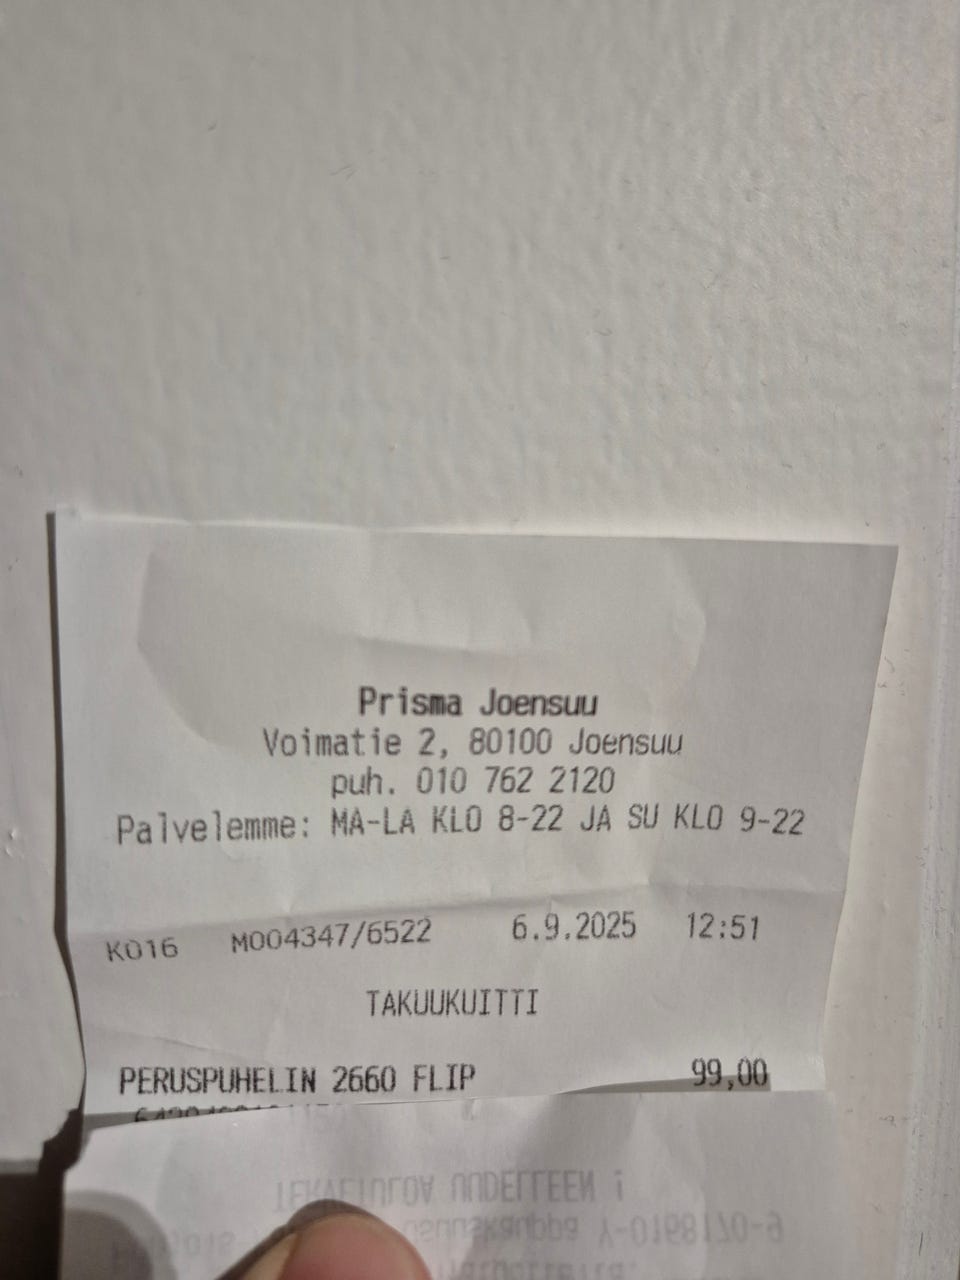 Prisma Joensuu
Voimatie 2, 80100 Joensuu
puh. 010 762 2120
Palvelemme: MA-LA KLO 8-22 JA SU KLO 9-22
K016 M004347/6522 6.9.2025 12:51
TAKUUKUITTI
PERUSPUHELIN 2660 FLIP 99,00